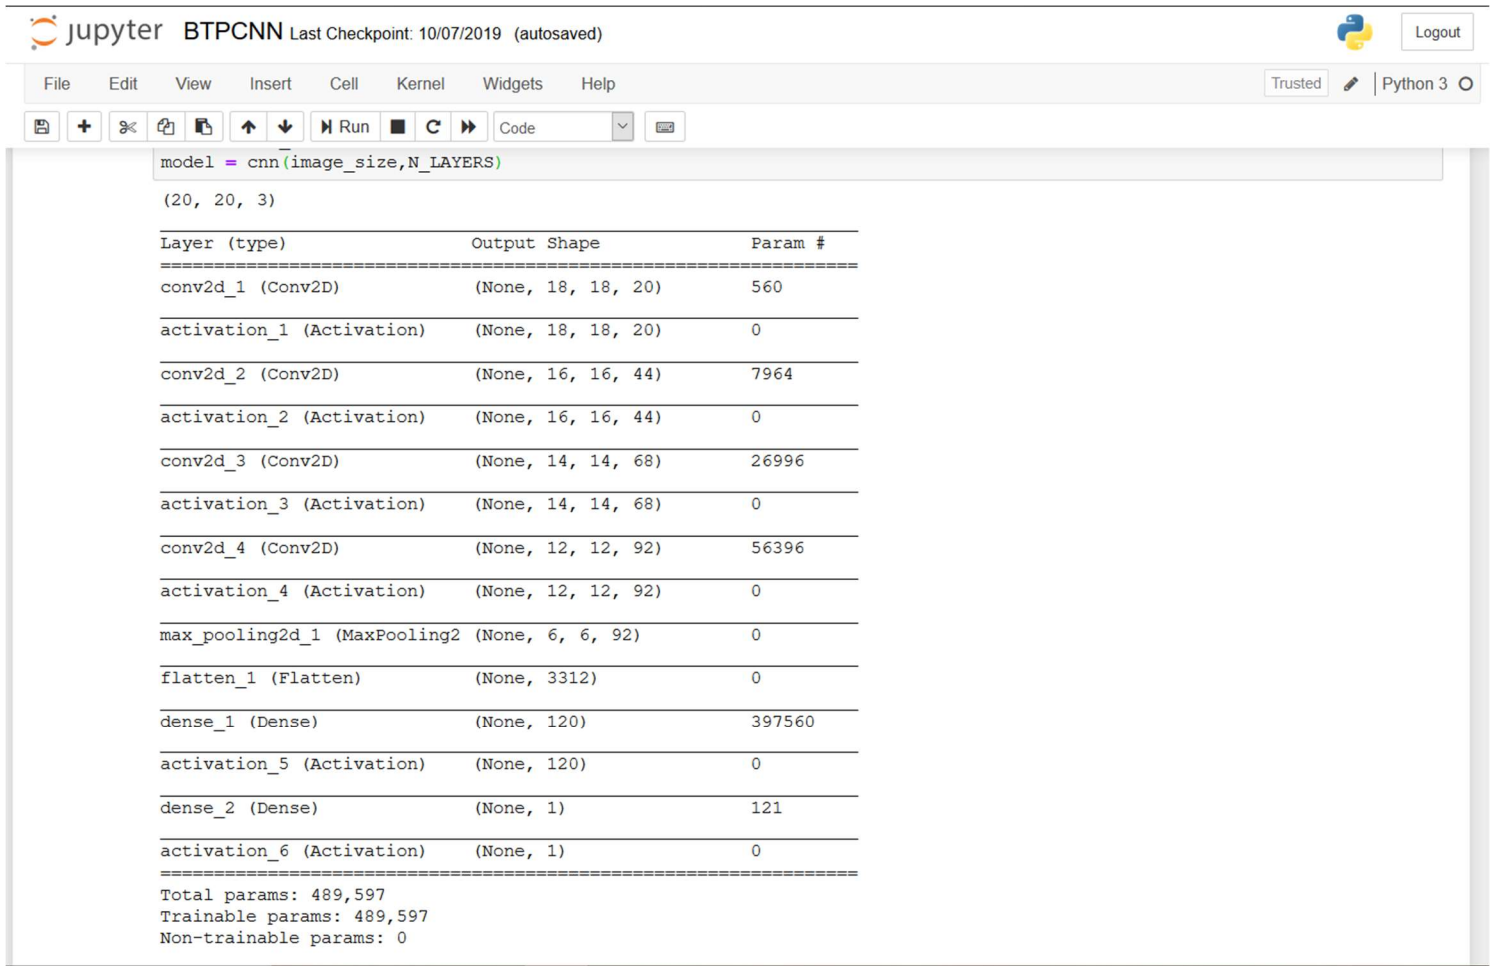 jupyter BTPCNN Last Checkpoint: 10/07/2019 (autosaved) Logout
File Edit View Insert Cell Kernel Widgets Help Trusted Python 3
Run Code
model = cnn(image_size,N_LAYERS)
(20, 20, 3)
Layer (type) Output Shape Param #
=================================================================
conv2d_1 (Conv2D) (None, 18, 18, 20) 560
activation_1 (Activation) (None, 18, 18, 20) 0
conv2d_2 (Conv2D) (None, 16, 16, 44) 7964
activation_2 (Activation) (None, 16, 16, 44) 0
conv2d_3 (Conv2D) (None, 14, 14, 68) 26996
activation_3 (Activation) (None, 14, 14, 68) 0
conv2d_4 (Conv2D) (None, 12, 12, 92) 56396
activation_4 (Activation) (None, 12, 12, 92) 0
max_pooling2d_1 (MaxPooling2 (None, 6, 6, 92) 0
flatten_1 (Flatten) (None, 3312) 0
dense_1 (Dense) (None, 120) 397560
activation_5 (Activation) (None, 120) 0
dense_2 (Dense) (None, 1) 121
activation_6 (Activation) (None, 1) 0
=================================================================
Total params: 489,597
Trainable params: 489,597
Non-trainable params: 0